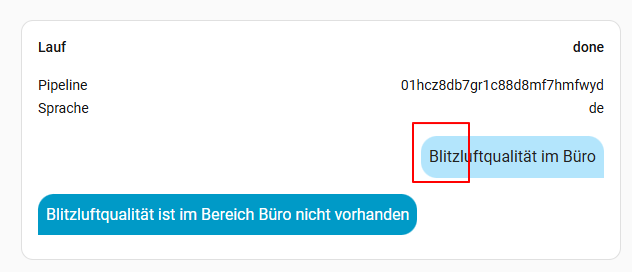 Lauf done
Pipeline 01hcz8db7gr1c88d8mf7hmfwyd
Sprache de
Blitzluftqualität im Büro
Blitzluftqualität ist im Bereich Büro nicht vorhanden